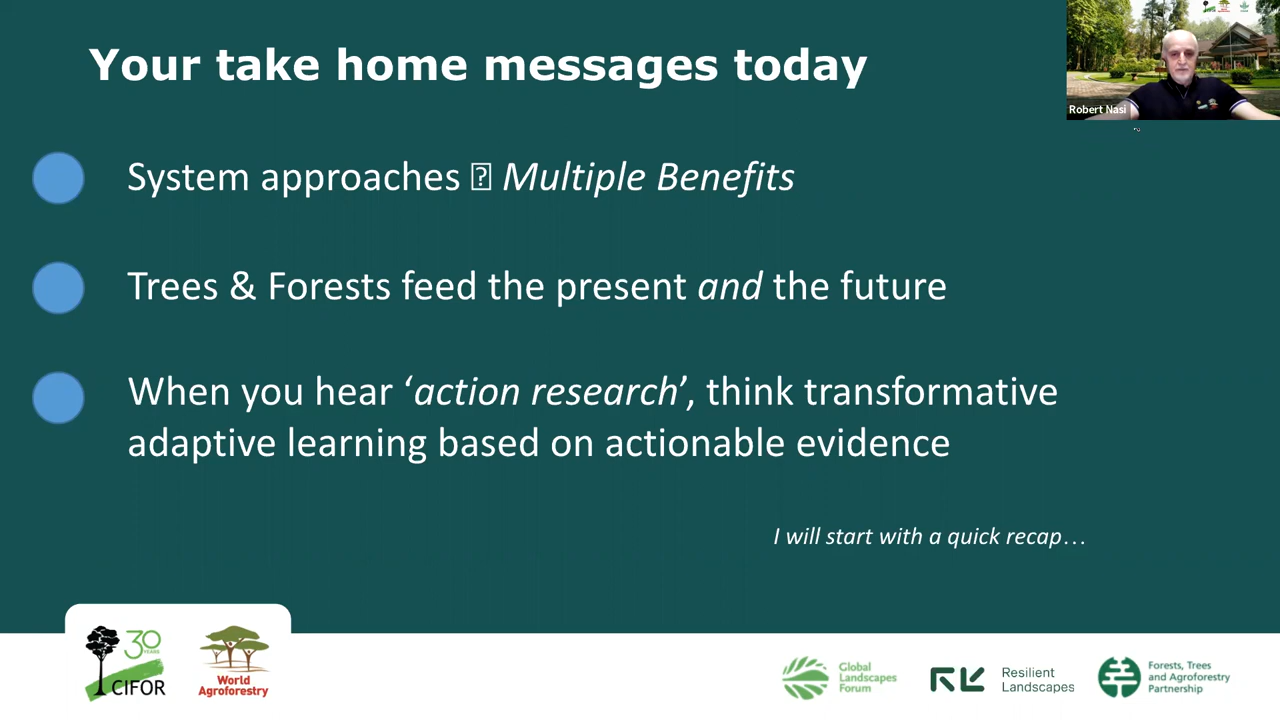 Your take home messages today
Robert Nasi
System approaches ⍰ Multiple Benefits
Trees & Forests feed the present and the future
When you hear ‘action research’, think transformative
adaptive learning based on actionable evidence
I will start with a quick recap…
30
YEARS
CIFOR
World
Agroforestry
Global
Landscapes
Forum
Resilient
Landscapes
Forests, Trees
and Agroforestry
Partnership